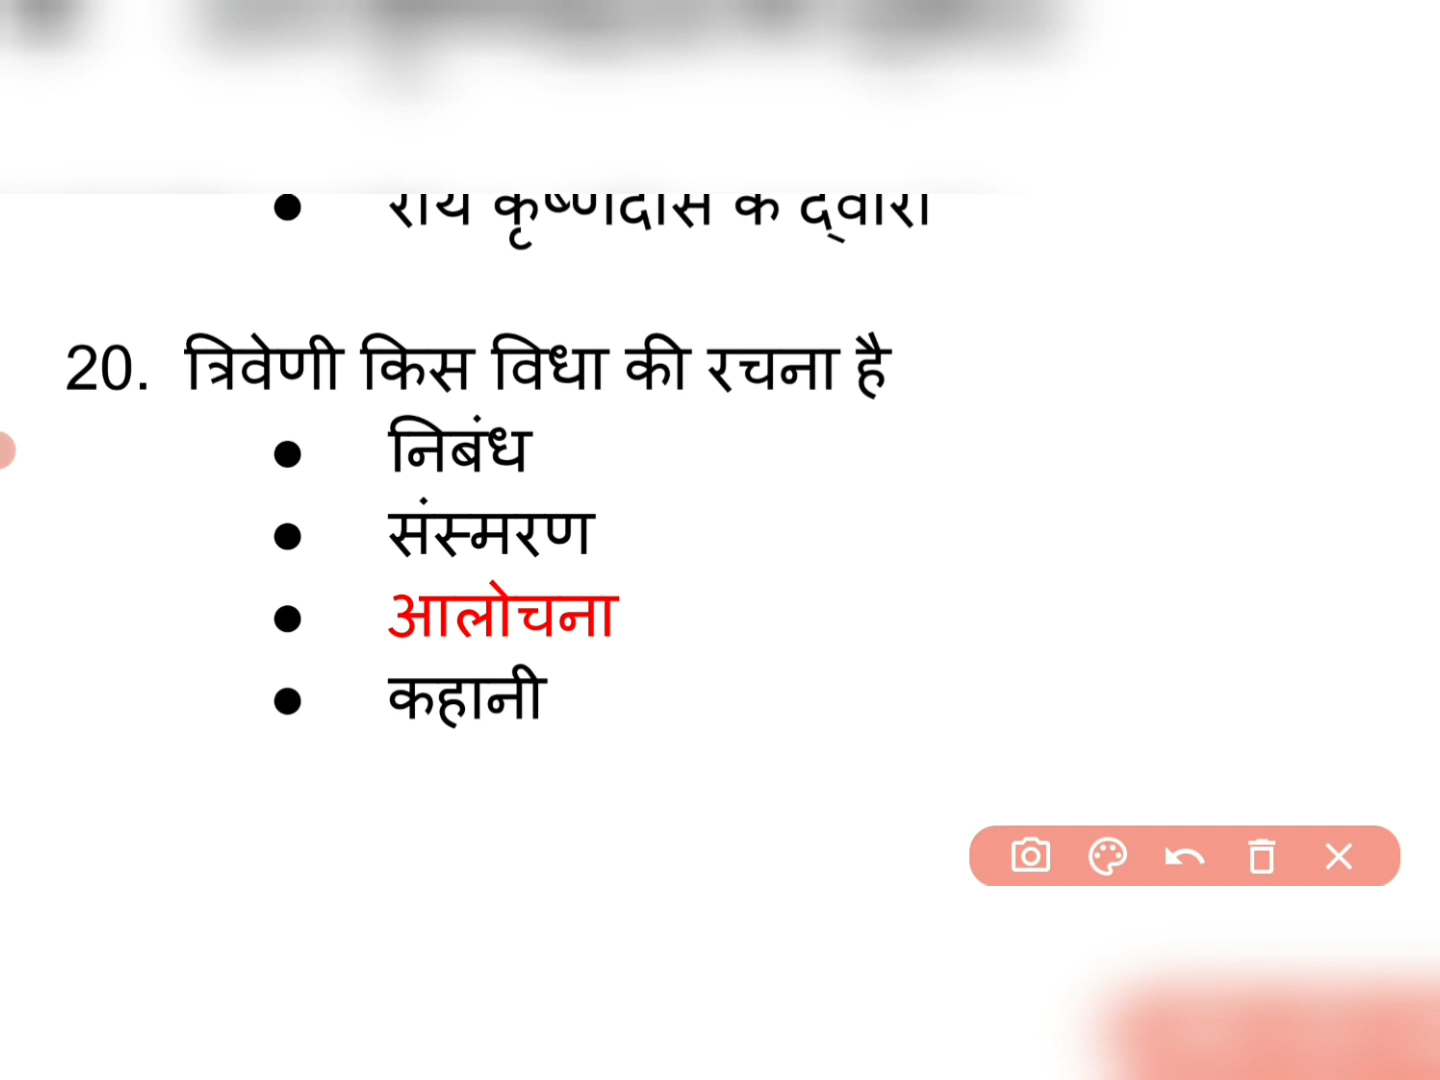 राय कृष्णदास के द्वारा
20. त्रिवेणी किस विधा की रचना है
● निबंध
● संस्मरण
● आलोचना
● कहानी